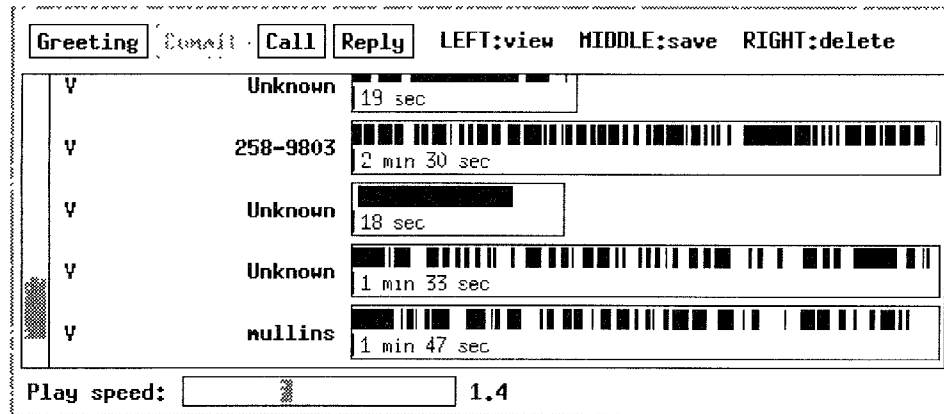 Greeting Commit Call Reply LEFT:view MIDDLE:save RIGHT:delete
V Unknown 19 sec
V 258-9803 2 min 30 sec
V Unknown 18 sec
V Unknown 1 min 33 sec
V mullins 1 min 47 sec
Play speed: 1.4